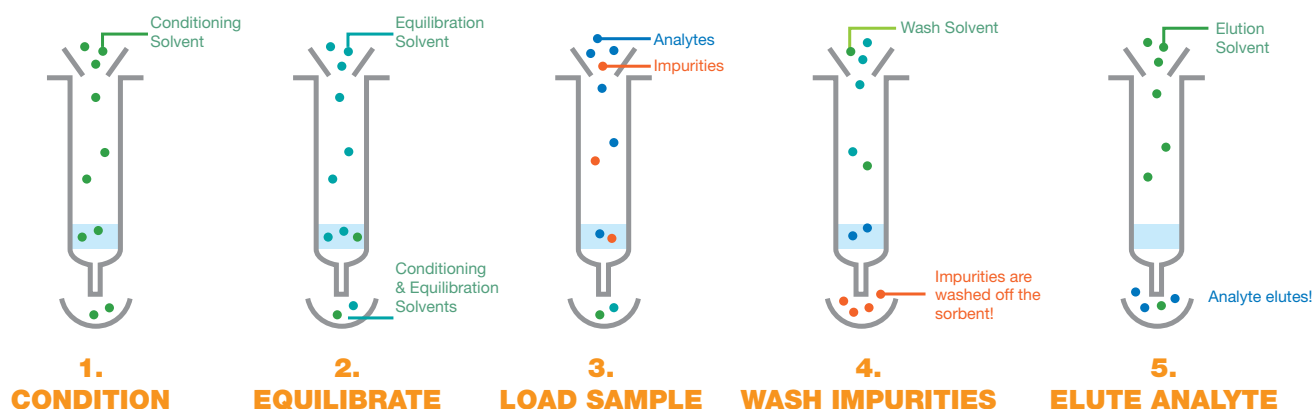 Conditioning
Solvent
Equilibration
Solvent
Analytes
Impurities
Wash Solvent
Elution
Solvent
Conditioning
& Equilibration
Solvents
Impurities are
washed off the
sorbent!
Analyte elutes!
1.
CONDITION
2.
EQUILIBRATE
3.
LOAD SAMPLE
4.
WASH IMPURITIES
5.
ELUTE ANALYTE